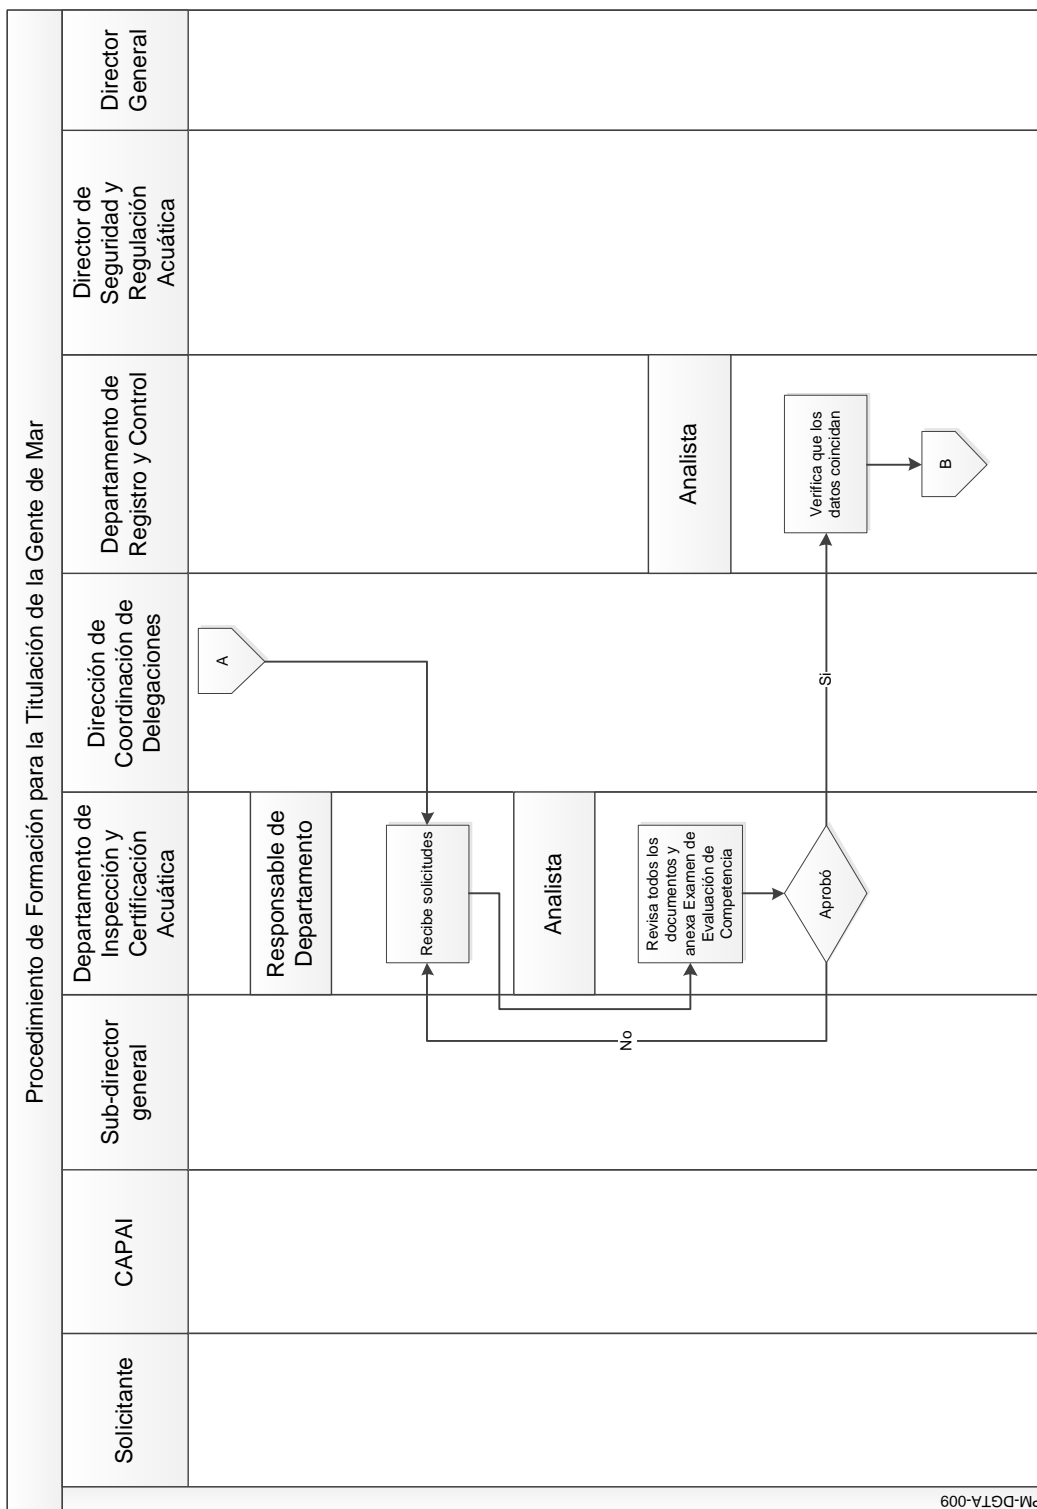 Procedimiento de Formación para la Titulación de la Gente de Mar
Solicitante
CAPAI
Sub-director
general
Departamento de
Inspección y
Certificación
Acuática
Dirección de
Coordinación de
Delegaciones
Departamento de
Registro y Control
Director de
Seguridad y
Regulación
Acuática
Director
General
A
Responsable de
Departamento
Recibe solicitudes
Analista
Revisa todos los
documentos y
anexa Examen de
Evaluación de
Competencia
No
Aprobó
Si
Analista
Verifica que los
datos coincidan
B
PM-DGTA-009